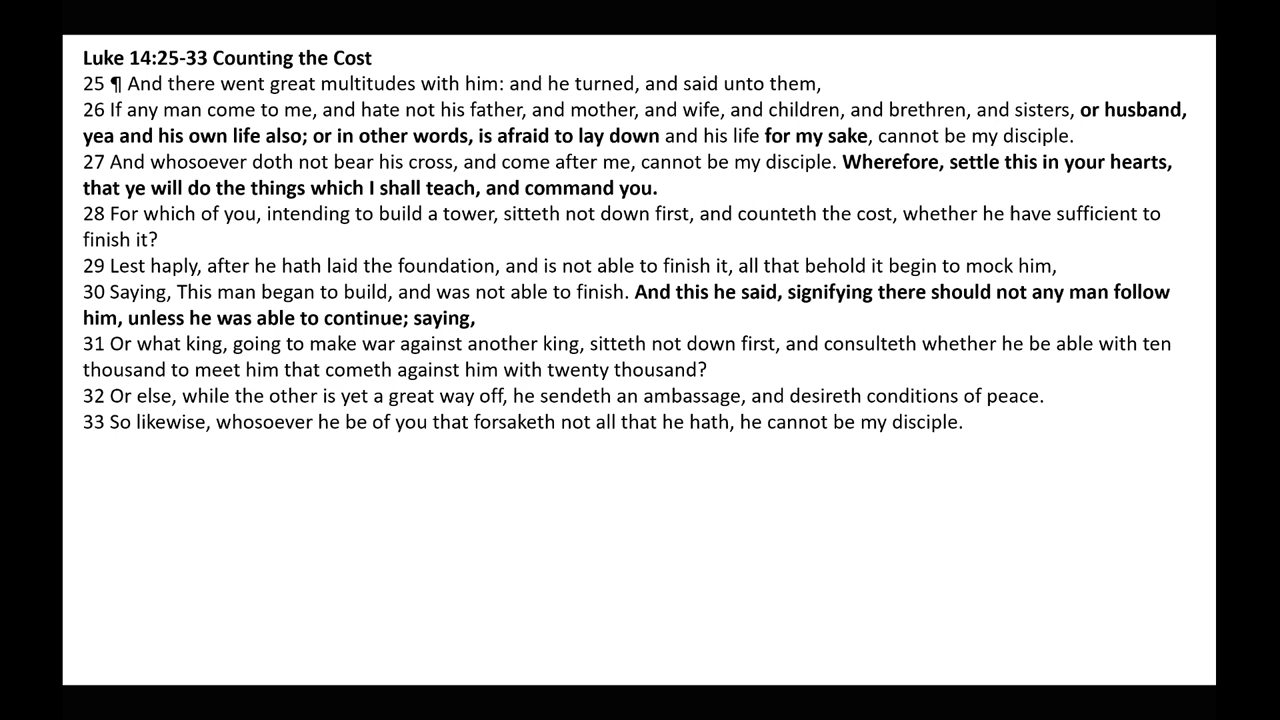 Luke 14:25-33 Counting the Cost
25 ¶ And there went great multitudes with him: and he turned, and said unto them,
26 If any man come to me, and hate not his father, and mother, and wife, and children, and brethren, and sisters, or husband,
yea and his own life also; or in other words, is afraid to lay down and his life for my sake, cannot be my disciple.
27 And whosoever doth not bear his cross, and come after me, cannot be my disciple. Wherefore, settle this in your hearts,
that ye will do the things which I shall teach, and command you.
28 For which of you, intending to build a tower, sitteth not down first, and counteth the cost, whether he have sufficient to
finish it?
29 Lest haply, after he hath laid the foundation, and is not able to finish it, all that behold it begin to mock him,
30 Saying, This man began to build, and was not able to finish. And this he said, signifying there should not any man follow
him, unless he was able to continue; saying,
31 Or what king, going to make war against another king, sitteth not down first, and consulteth whether he be able with ten
thousand to meet him that cometh against him with twenty thousand?
32 Or else, while the other is yet a great way off, he sendeth an ambassage, and desireth conditions of peace.
33 So likewise, whosoever he be of you that forsaketh not all that he hath, he cannot be my disciple.